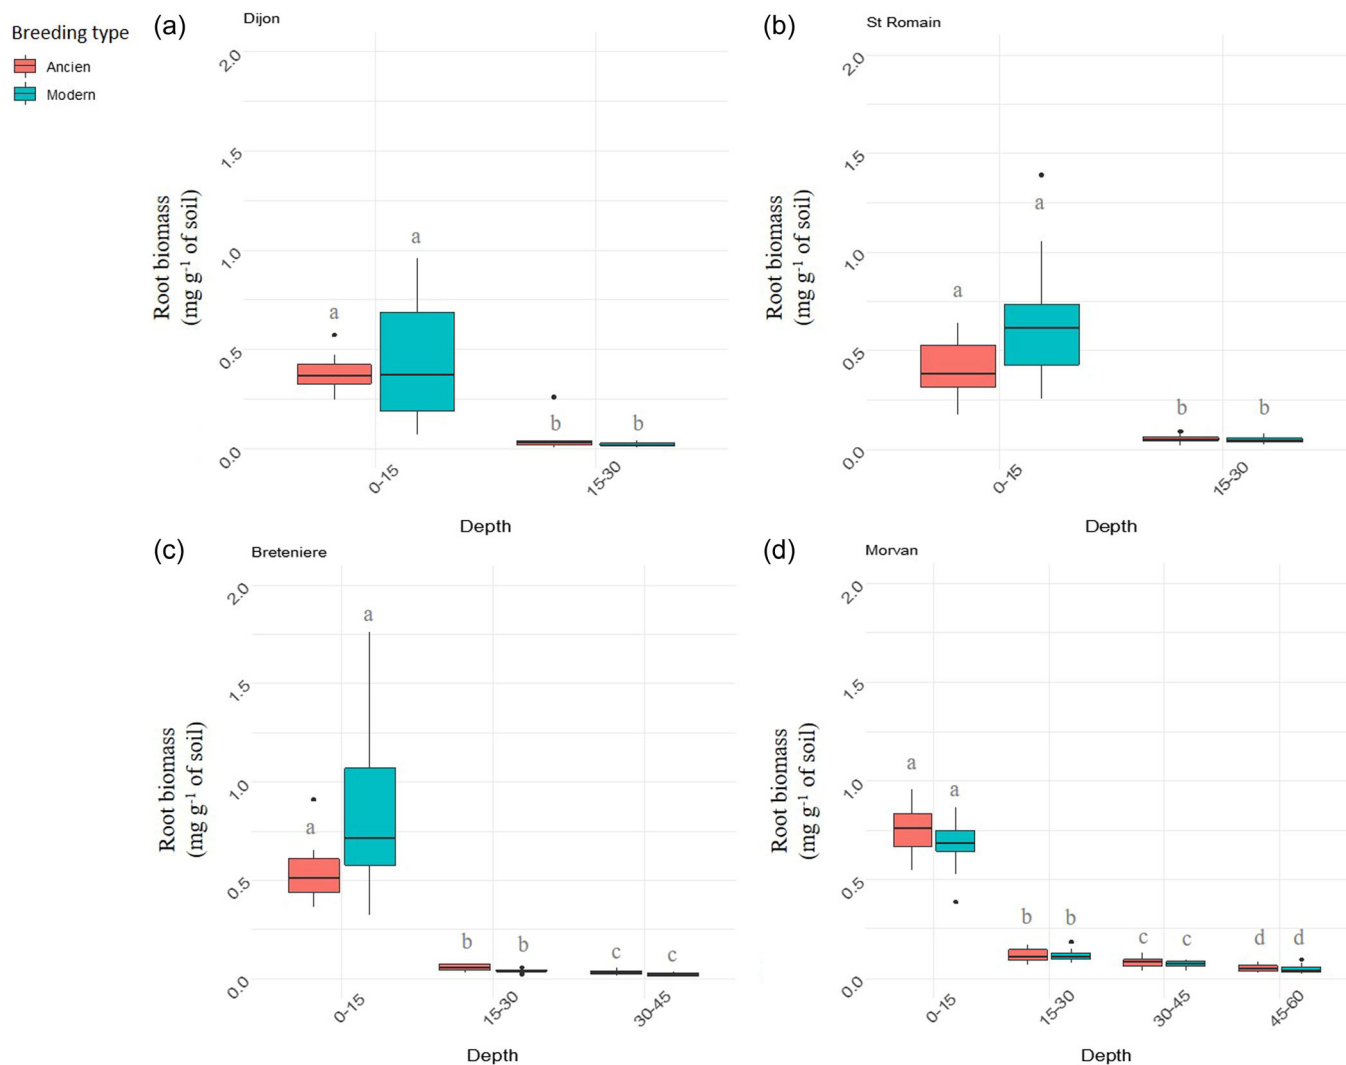 Breeding type
Ancien
Modern
(a)
Dijon
Root biomass
(mg g⁻¹ of soil)
2.0
1.5
1.0
0.5
0.0
a
a
b
b
0-15
15-30
Depth
(b)
St Romain
Root biomass
(mg g⁻¹ of soil)
2.0
1.5
1.0
0.5
0.0
a
a
b
b
0-15
15-30
Depth
(c)
Breteniere
Root biomass
(mg g⁻¹ of soil)
2.0
1.5
1.0
0.5
0.0
a
a
b
b
c
c
0-15
15-30
30-45
Depth
(d)
Morvan
Root biomass
(mg g⁻¹ of soil)
2.0
1.5
1.0
0.5
0.0
a
a
b
b
c
c
d
d
0-15
15-30
30-45
45-60
Depth